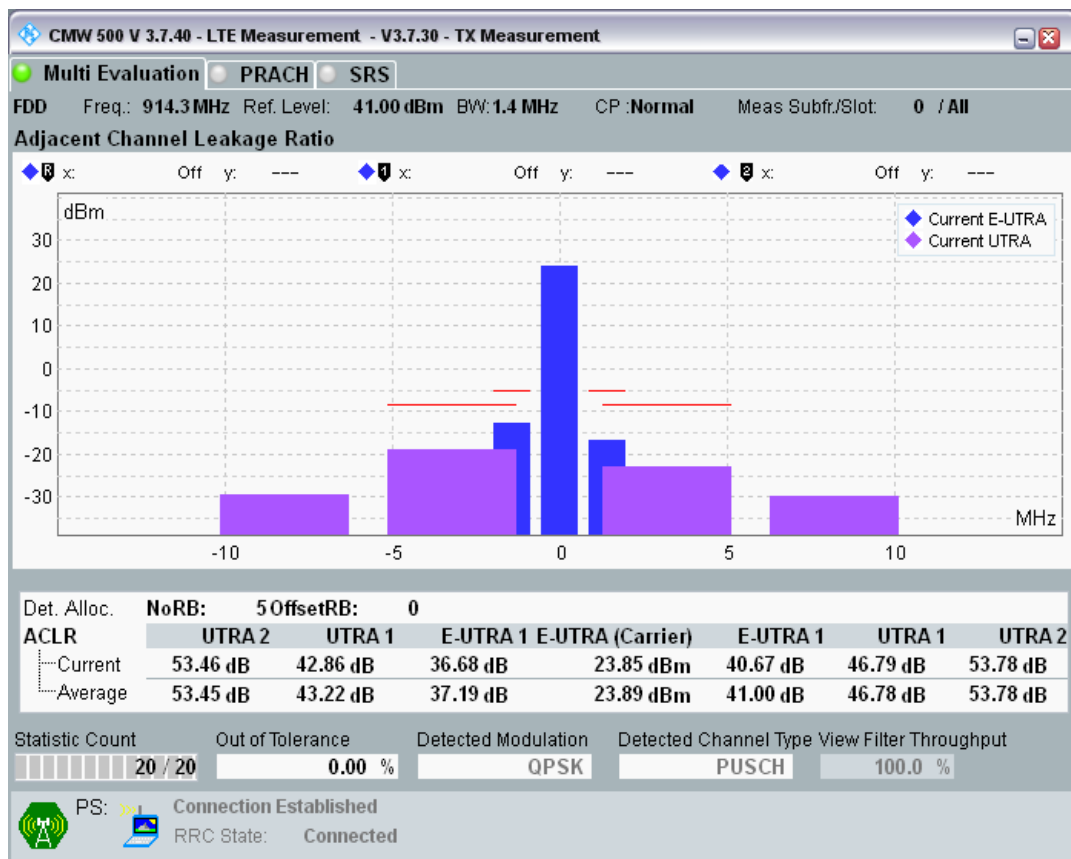 CMW 500 V 3.7.40 - LTE Measurement - V3.7.30 - TX Measurement
Multi Evaluation PRACH SRS
FDD Freq.: 914.3 MHz Ref. Level: 41.00 dBm BW: 1.4 MHz CP :Normal Meas Subfr./Slot: 0 / All
Adjacent Channel Leakage Ratio
R x: Off y: --- 1 x: Off y: --- 2 x: Off y: ---
dBm
Current E-UTRA
Current UTRA
30
20
10
0
-10
-20
-30
MHz
-10 -5 0 5 10
Det. Alloc. NoRB: 5 OffsetRB: 0
ACLR UTRA 2 UTRA 1 E-UTRA 1 E-UTRA (Carrier) E-UTRA 1 UTRA 1 UTRA 2
Current 53.46 dB 42.86 dB 36.68 dB 23.85 dBm 40.67 dB 46.79 dB 53.78 dB
Average 53.45 dB 43.22 dB 37.19 dB 23.89 dBm 41.00 dB 46.78 dB 53.78 dB
Statistic Count Out of Tolerance Detected Modulation Detected Channel Type View Filter Throughput
20 / 20 0.00 % QPSK PUSCH 100.0 %
PS: Connection Established
RRC State: Connected